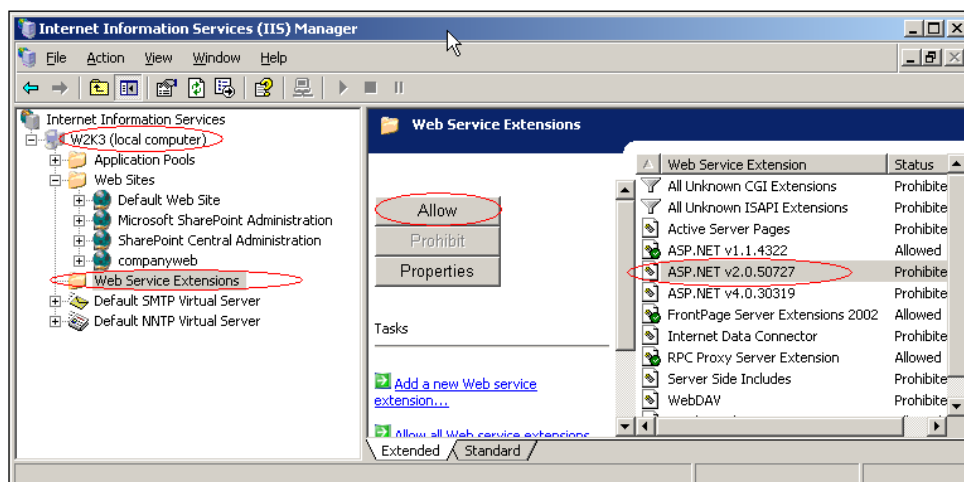 Internet Information Services (IIS) Manager
File Action View Window Help
Internet Information Services
W2K3 (local computer)
Application Pools
Web Sites
Default Web Site
Microsoft SharePoint Administration
SharePoint Central Administration
companyweb
Web Service Extensions
Default SMTP Virtual Server
Default NNTP Virtual Server
Web Service Extensions
Allow
Prohibit
Properties
Tasks
Add a new Web service
extension...
Allow all Web service extensions
Web Service Extension Status
All Unknown CGI Extensions Prohibite
All Unknown ISAPI Extensions Prohibite
Active Server Pages Prohibite
ASP.NET v1.1.4322 Allowed
ASP.NET v2.0.50727 Prohibite
ASP.NET v4.0.30319 Prohibite
FrontPage Server Extensions 2002 Allowed
Internet Data Connector Prohibite
RPC Proxy Server Extension Allowed
Server Side Includes Prohibite
WebDAV Prohibite
Extended Standard